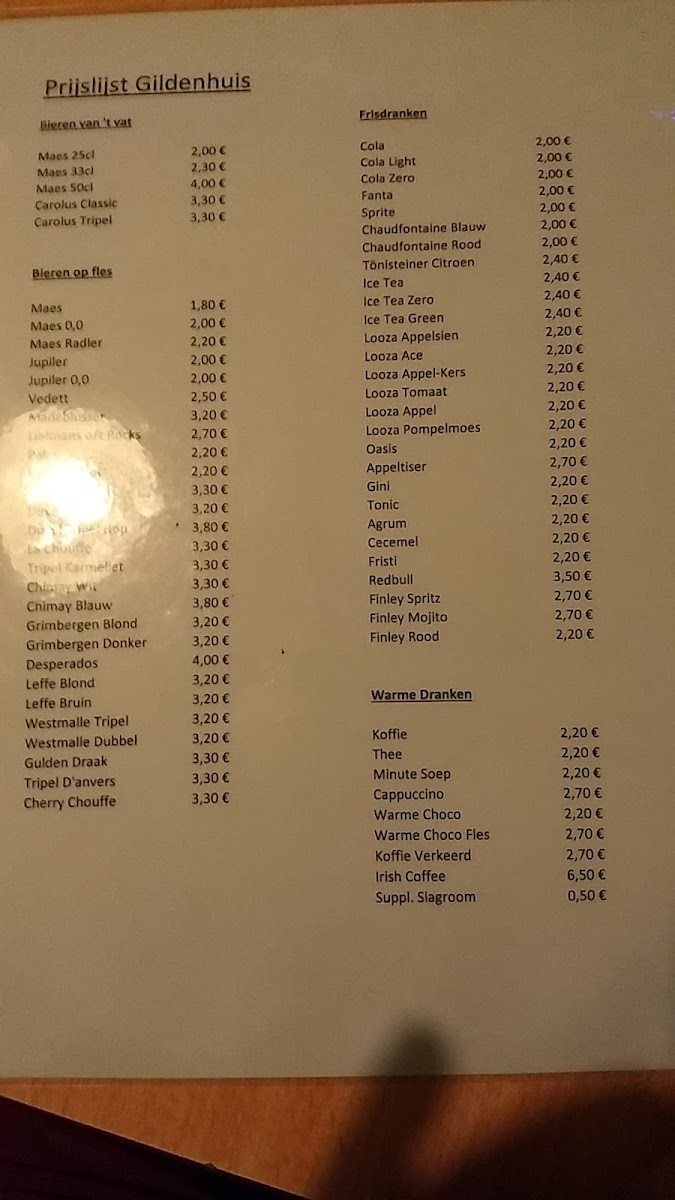 Prijslijst Gildenhuis
Bieren van 't vat
Maes 25cl 2,00 €
Maes 33cl 2,30 €
Maes 50cl 4,00 €
Carolus Classic 3,30 €
Carolus Tripel 3,30 €
Bieren op fles
Maes 1,80 €
Maes 0,0 2,00 €
Maes Radler 2,20 €
Jupiler 2,00 €
Jupiler 0,0 2,00 €
Vedett 2,50 €
Maneblusser 3,20 €
Liefmans o/t Rocks 2,70 €
2,20 €
2,20 €
3,30 €
3,20 €
3,80 €
La Chouffe 3,30 €
Tripel Karmeliet 3,30 €
Chimay Wit 3,30 €
Chimay Blauw 3,80 €
Grimbergen Blond 3,20 €
Grimbergen Donker 3,20 €
Desperados 4,00 €
Leffe Blond 3,20 €
Leffe Bruin 3,20 €
Westmalle Tripel 3,20 €
Westmalle Dubbel 3,20 €
Gulden Draak 3,30 €
Tripel D'anvers 3,30 €
Cherry Chouffe 3,30 €
Frisdranken
Cola 2,00 €
Cola Light 2,00 €
Cola Zero 2,00 €
Fanta 2,00 €
Sprite 2,00 €
Chaudfontaine Blauw 2,00 €
Chaudfontaine Rood 2,00 €
Tönisteiner Citroen 2,40 €
Ice Tea 2,40 €
Ice Tea Zero 2,40 €
Ice Tea Green 2,40 €
Looza Appelsien 2,20 €
Looza Ace 2,20 €
Looza Appel-Kers 2,20 €
Looza Tomaat 2,20 €
Looza Appel 2,20 €
Looza Pompelmoes 2,20 €
Oasis 2,20 €
Appeltiser 2,70 €
Gini 2,20 €
Tonic 2,20 €
Agrum 2,20 €
Cecemel 2,20 €
Fristi 2,20 €
Redbull 3,50 €
Finley Spritz 2,70 €
Finley Mojito 2,70 €
Finley Rood 2,20 €
Warme Dranken
Koffie 2,20 €
Thee 2,20 €
Minute Soep 2,20 €
Cappuccino 2,70 €
Warme Choco 2,20 €
Warme Choco Fles 2,70 €
Koffie Verkeerd 2,70 €
Irish Coffee 6,50 €
Suppl. Slagroom 0,50 €